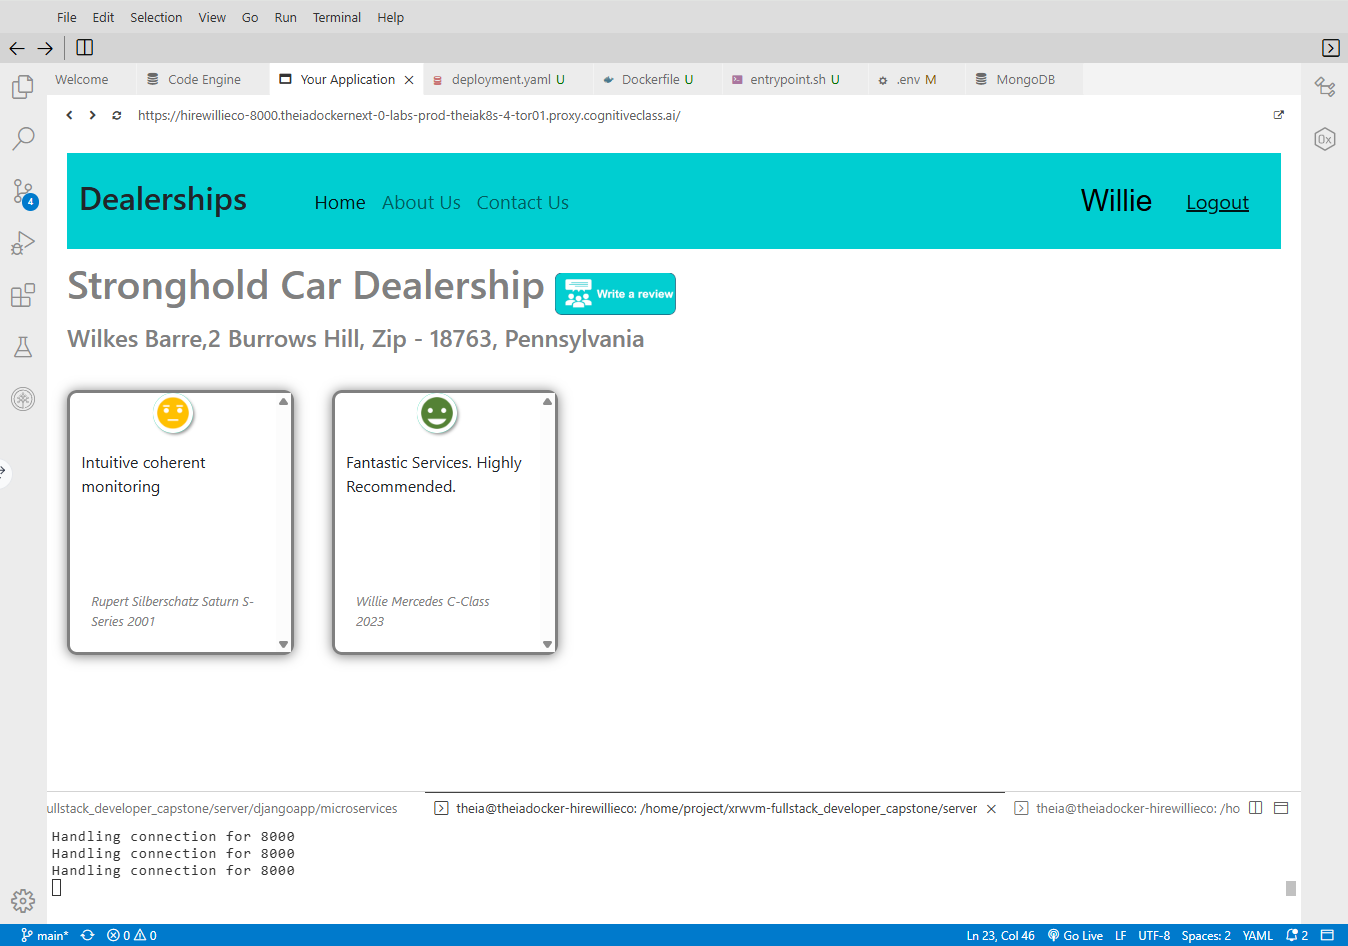 File Edit Selection View Go Run Terminal Help
Welcome Code Engine Your Application deployment.yaml U Dockerfile U entrypoint.sh U .env M MongoDB
https://hirewillieco-8000.theiadockernext-0-labs-prod-theiak8s-4-tor01.proxy.cognitiveclass.ai/
0x
4
Dealerships Home About Us Contact Us Willie Logout
Stronghold Car Dealership Write a review
Wilkes Barre,2 Burrows Hill, Zip - 18763, Pennsylvania
Intuitive coherent
monitoring
Rupert Silberschatz Saturn S-
Series 2001
Fantastic Services. Highly
Recommended.
Willie Mercedes C-Class
2023
ullstack_developer_capstone/server/djangoapp/microservices theia@theiadocker-hirewillieco: /home/project/xrwvm-fullstack_developer_capstone/server theia@theiadocker-hirewillieco: /ho
Handling connection for 8000
Handling connection for 8000
Handling connection for 8000
main* 0 0 Ln 23, Col 46 Go Live LF UTF-8 Spaces: 2 YAML 2